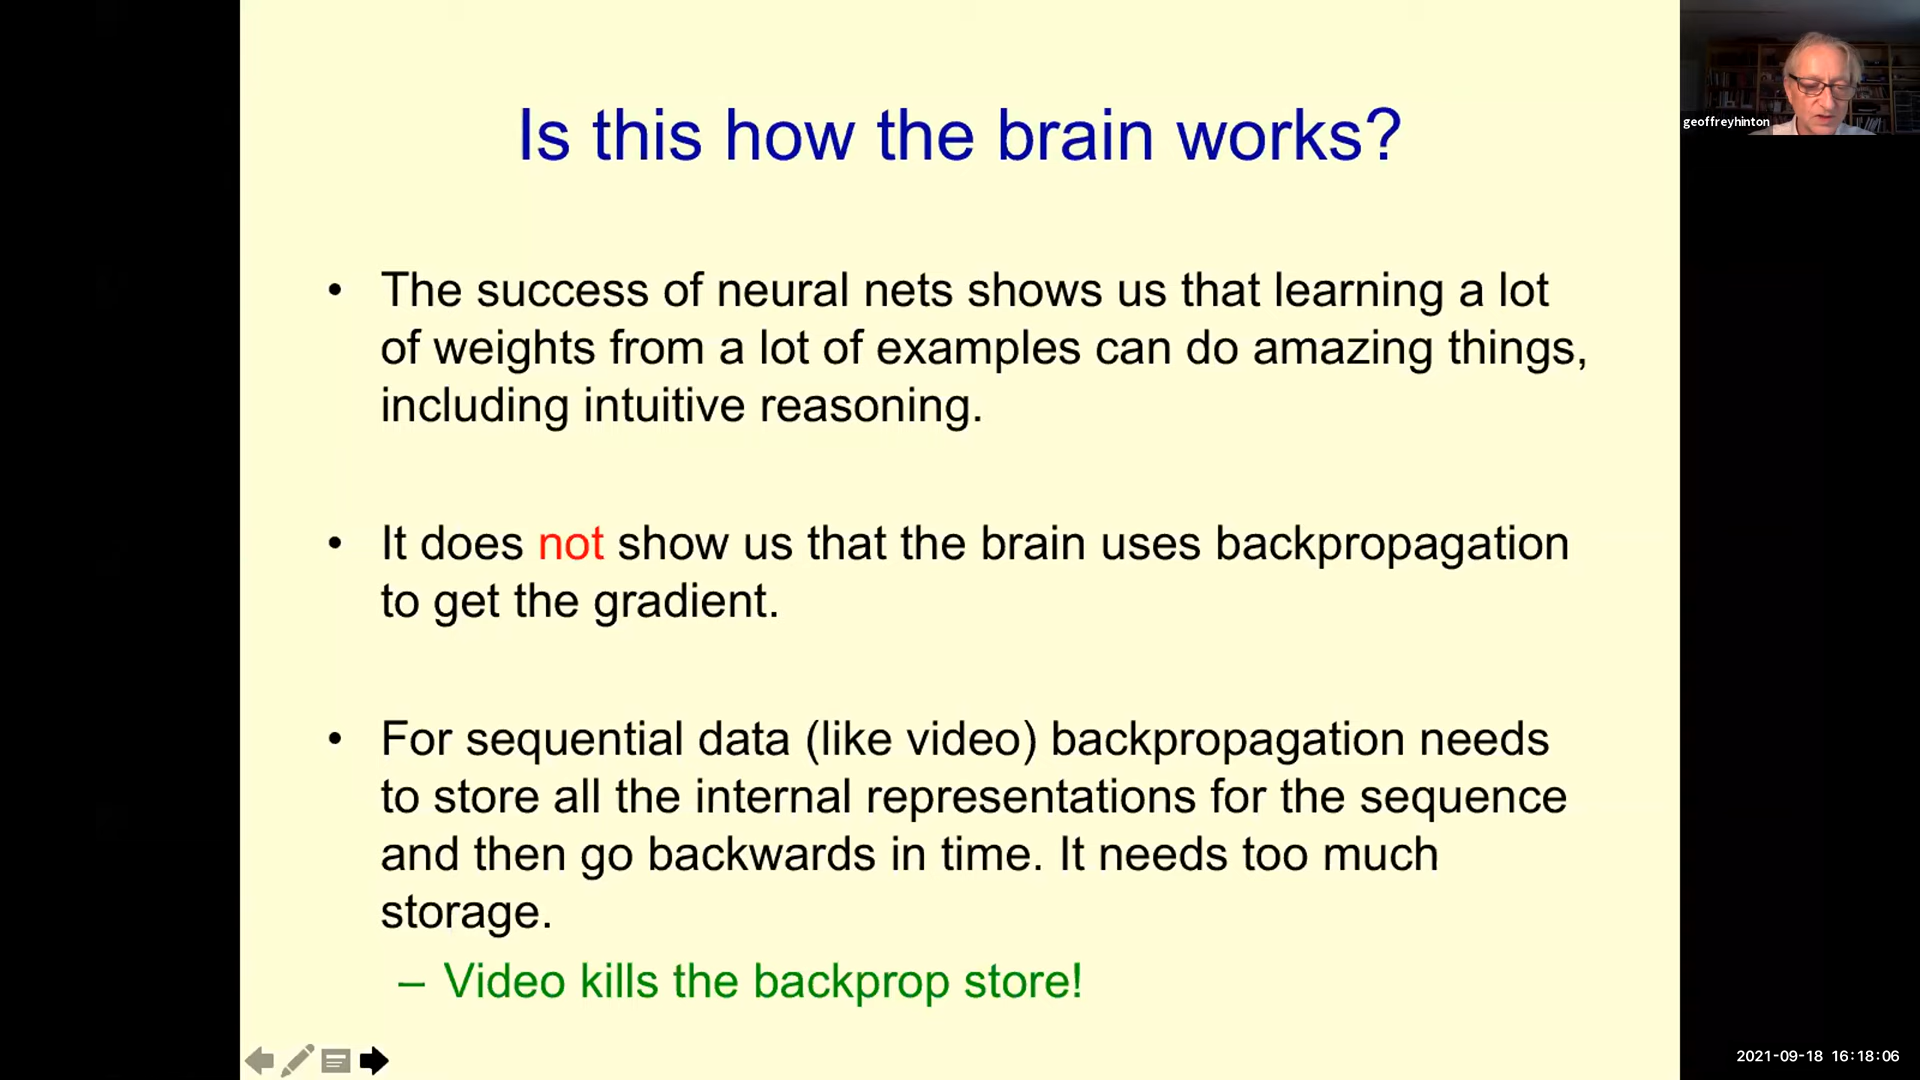 Is this how the brain works?
geoffreyhinton
• The success of neural nets shows us that learning a lot
of weights from a lot of examples can do amazing things,
including intuitive reasoning.
• It does not show us that the brain uses backpropagation
to get the gradient.
• For sequential data (like video) backpropagation needs
to store all the internal representations for the sequence
and then go backwards in time. It needs too much
storage.
– Video kills the backprop store!
2021-09-18 16:18:06